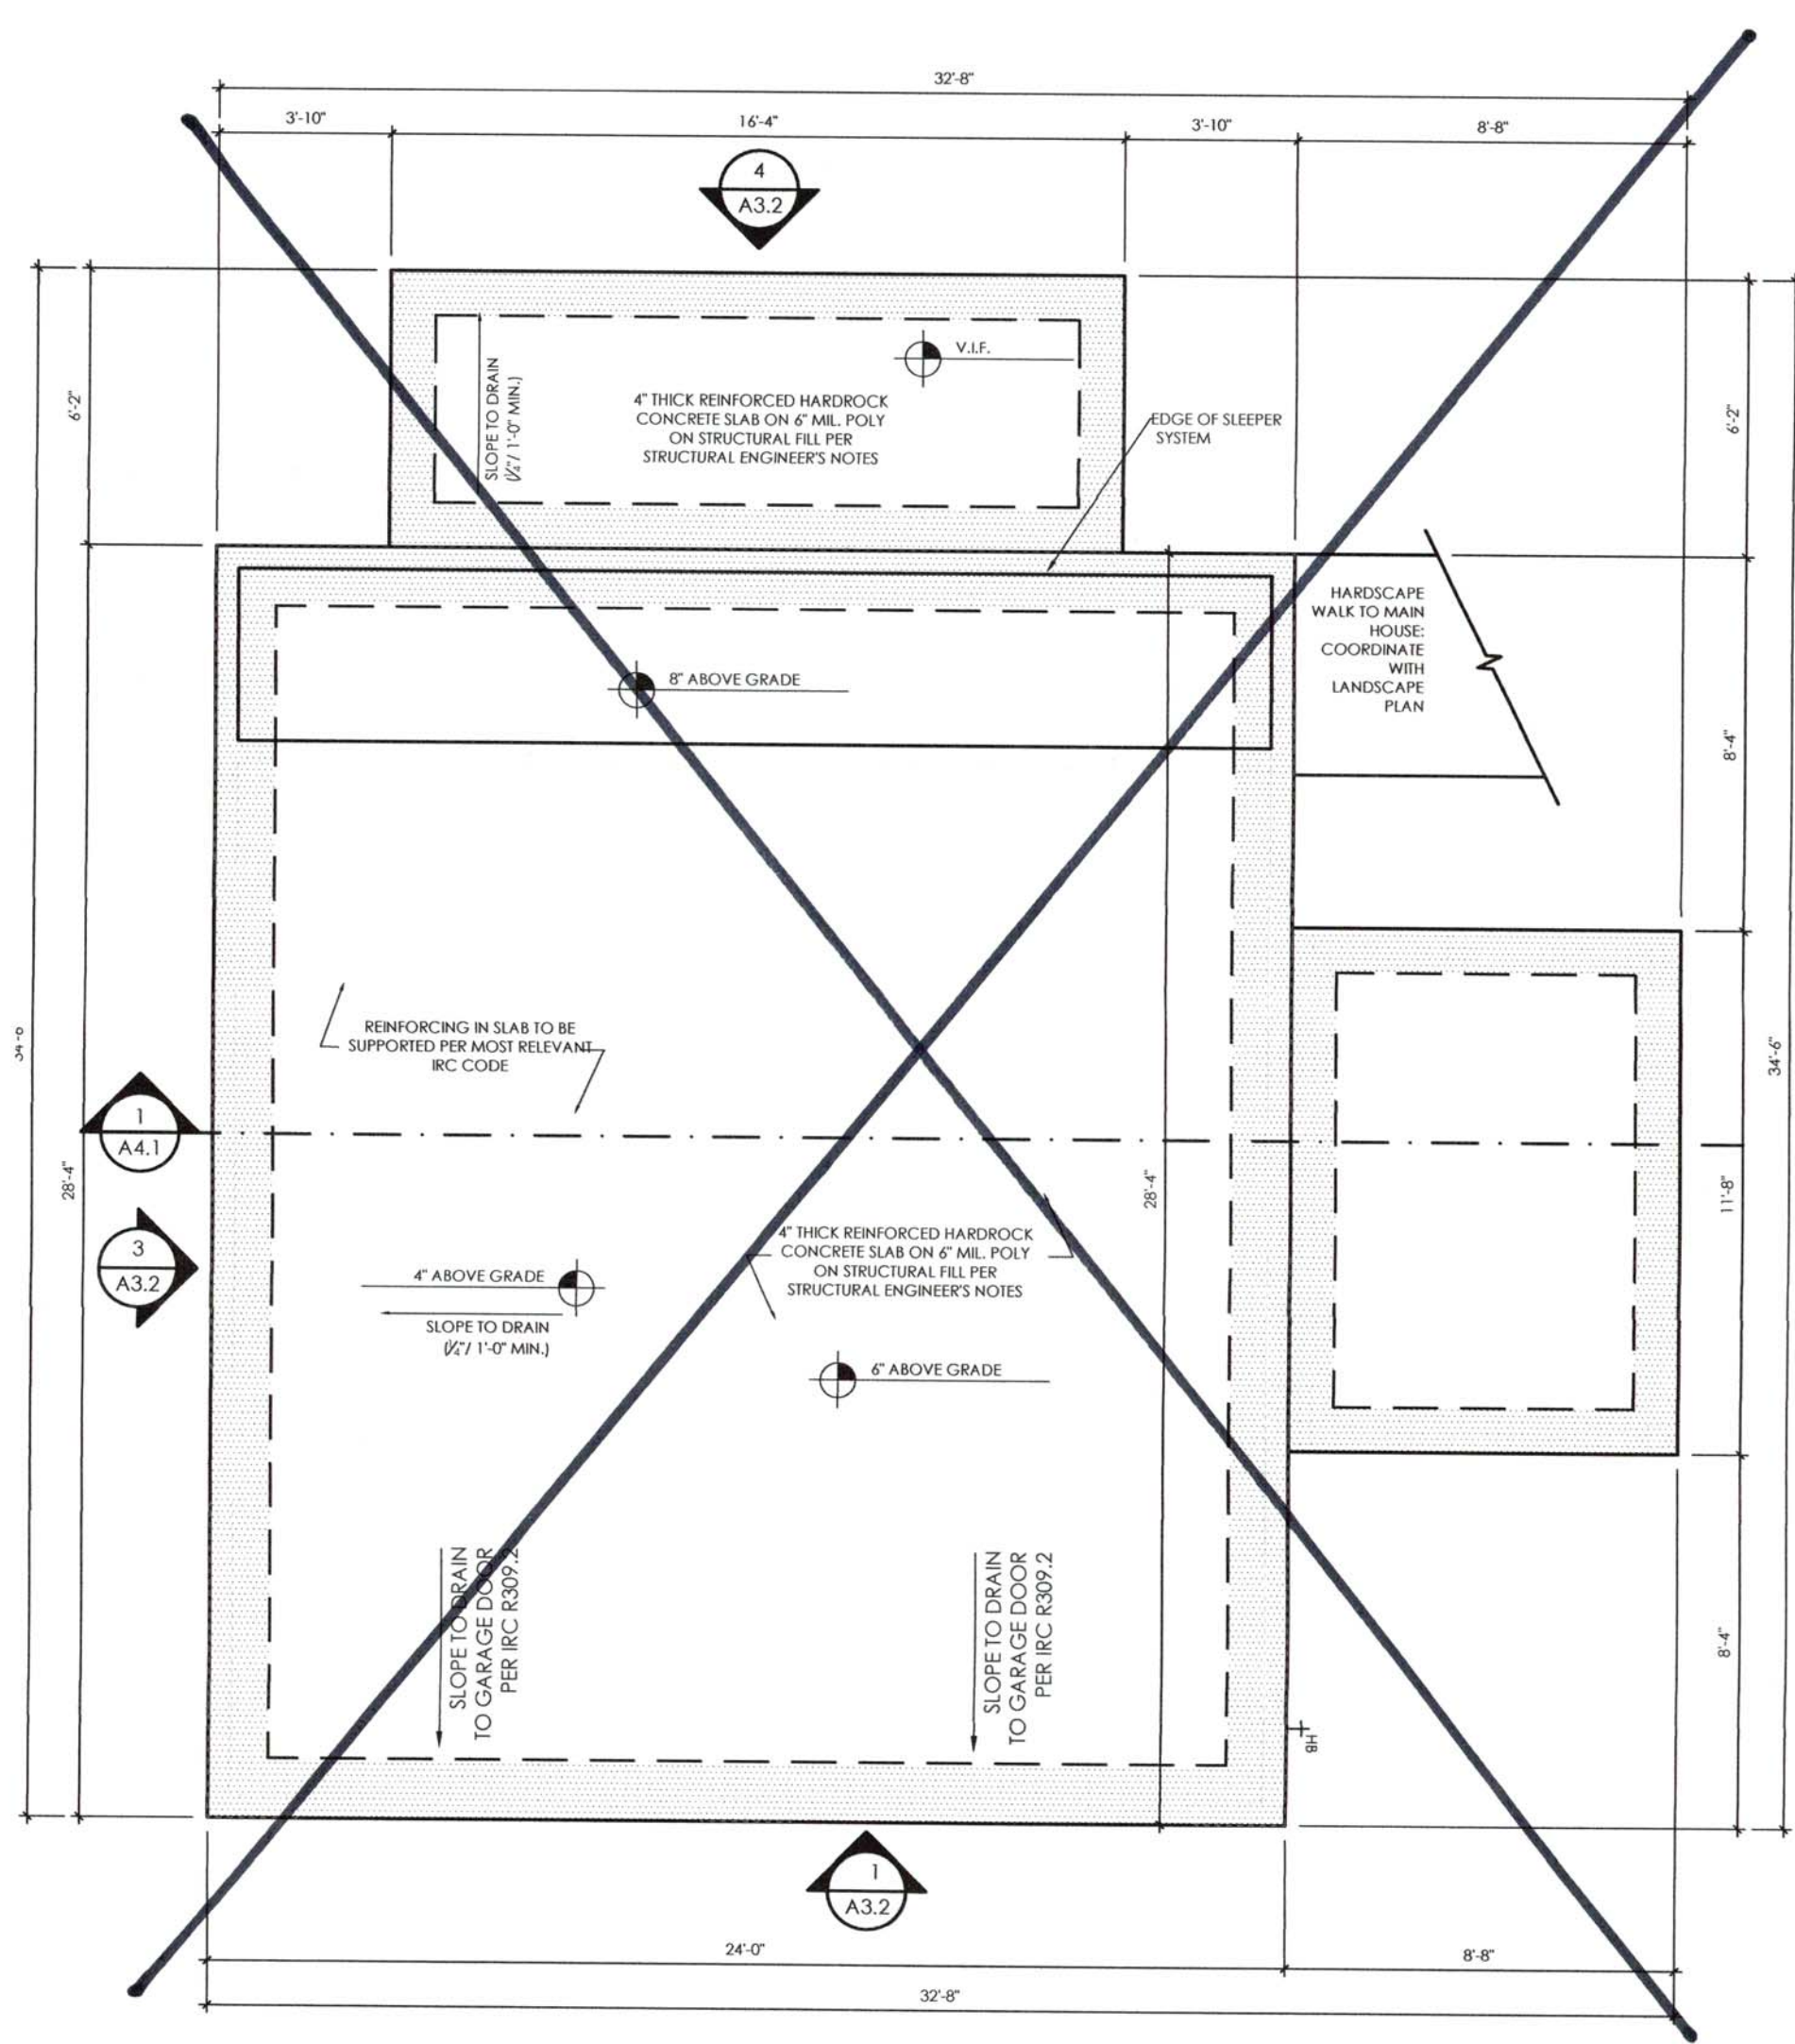 32'-8"
3'-10"
16'-4"
3'-10"
8'-8"
4
A3.2
6'-2"
SLOPE TO DRAIN
(¼"/ 1'-0" MIN.)
V.I.F.
4" THICK REINFORCED HARDROCK
CONCRETE SLAB ON 6" MIL. POLY
ON STRUCTURAL FILL PER
STRUCTURAL ENGINEER'S NOTES
EDGE OF SLEEPER
SYSTEM
6'-2"
HARDSCAPE
WALK TO MAIN
HOUSE:
COORDINATE
WITH
LANDSCAPE
PLAN
8" ABOVE GRADE
8'-4"
REINFORCING IN SLAB TO BE
SUPPORTED PER MOST RELEVANT
IRC CODE
34'-6"
1
A4.1
28'-4"
28'-4"
11'-8"
3
A3.2
4" ABOVE GRADE
SLOPE TO DRAIN
(¼"/ 1'-0" MIN.)
4" THICK REINFORCED HARDROCK
CONCRETE SLAB ON 6" MIL. POLY
ON STRUCTURAL FILL PER
STRUCTURAL ENGINEER'S NOTES
6" ABOVE GRADE
SLOPE TO DRAIN
TO GARAGE DOOR
PER IRC R309.2
SLOPE TO DRAIN
TO GARAGE DOOR
PER IRC R309.2
HB
8'-4"
1
A3.2
24'-0"
8'-8"
32'-8"